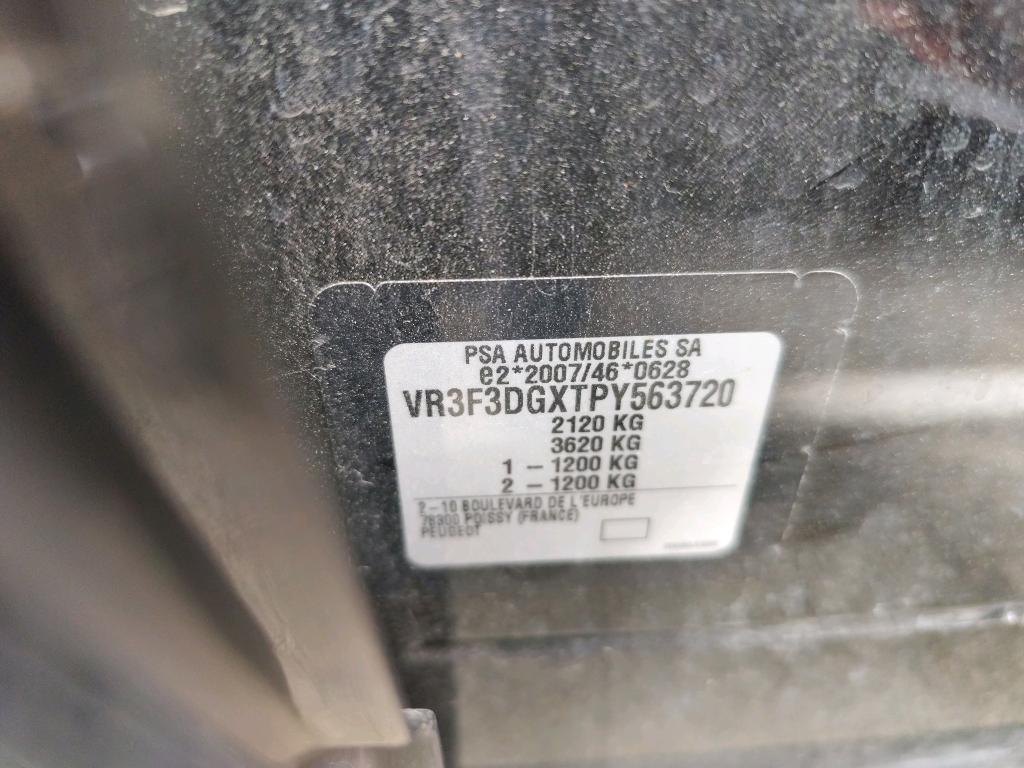 PSA AUTOMOBILES SA
e2*2007/46*0628
VR3F3DGXTPY563720
2120 KG
3620 KG
1 - 1200 KG
2 - 1200 KG
2-10 BOULEVARD DE L'EUROPE
78300 POISSY (FRANCE)
PEUGEOT